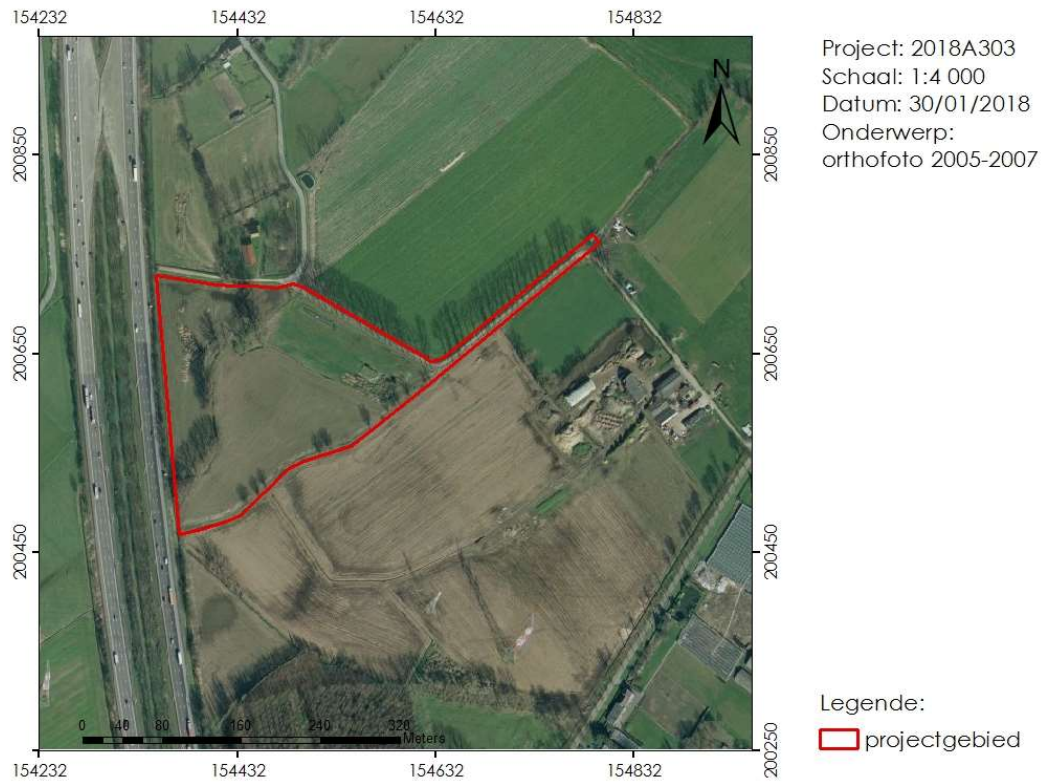 154232 154432 154632 154832
Project: 2018A303
Schaal: 1:4 000
Datum: 30/01/2018
Onderwerp:
orthofoto 2005-2007
N
200850 200850
200650 200650
200450 200450
200250
Legende:
projectgebied
0 40 80 160 240 320
Meters
154232 154432 154632 154832